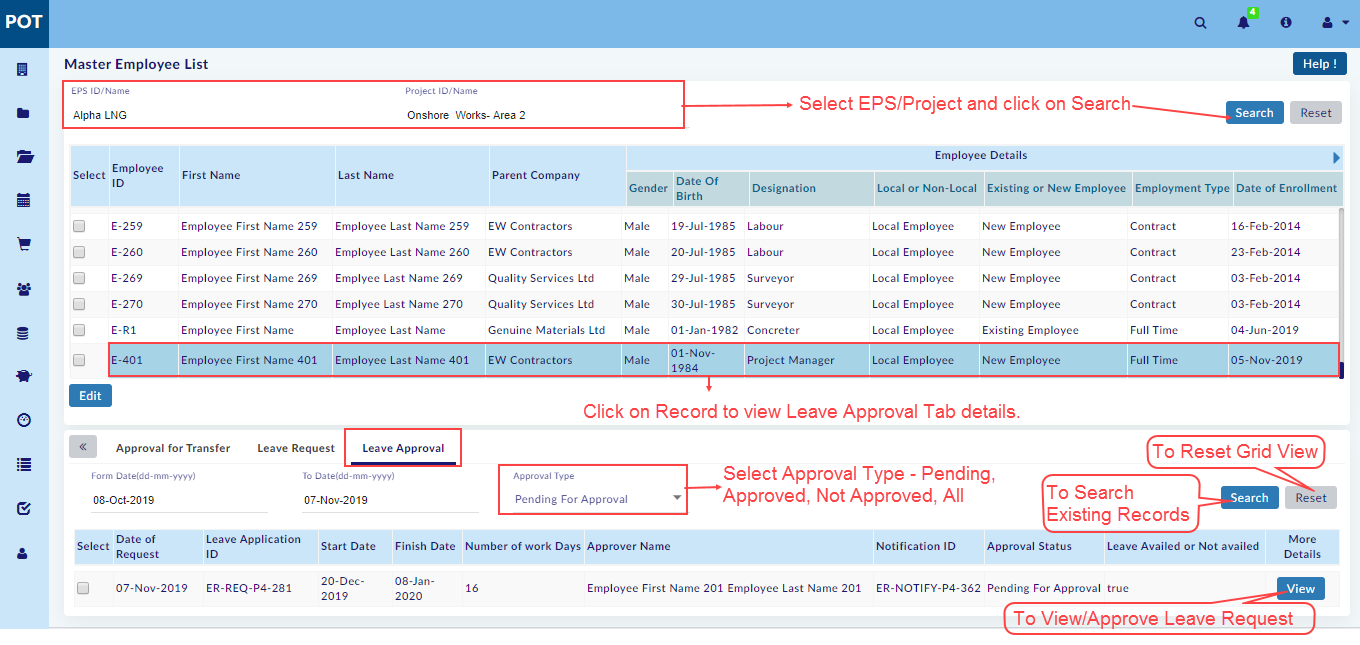 POT
4
Master Employee List
Help !
EPS ID/Name Project ID/Name
Alpha LNG Onshore Works- Area 2
Select EPS/Project and click on Search
Search Reset
Select Employee ID First Name Last Name Parent Company Employee Details
Gender Date Of Birth Designation Local or Non-Local Existing or New Employee Employment Type Date of Enrollment
E-259 Employee First Name 259 Employee Last Name 259 EW Contractors Male 19-Jul-1985 Labour Local Employee New Employee Contract 16-Feb-2014
E-260 Employee First Name 260 Employee Last Name 260 EW Contractors Male 20-Jul-1985 Labour Local Employee New Employee Contract 23-Feb-2014
E-269 Employee First Name 269 Emplyee Last Name 269 Quality Services Ltd Male 29-Jul-1985 Surveyor Local Employee New Employee Contract 03-Feb-2014
E-270 Employee First Name 270 Emplyee Last Name 270 Quality Services Ltd Male 30-Jul-1985 Surveyor Local Employee New Employee Contract 03-Feb-2014
E-R1 Employee First Name Employee Last Name Genuine Materials Ltd Male 01-Jan-1982 Concreter Local Employee Existing Employee Full Time 04-Jun-2019
E-401 Employee First Name 401 Employee Last Name 401 EW Contractors Male 01-Nov-1984 Project Manager Local Employee New Employee Full Time 05-Nov-2019
Edit
Click on Record to view Leave Approval Tab details.
« Approval for Transfer Leave Request Leave Approval
To Reset Grid View
Form Date(dd-mm-yyyy) To Date(dd-mm-yyyy) Approval Type
08-Oct-2019 07-Nov-2019 Pending For Approval
Select Approval Type - Pending,
Approved, Not Approved, All
To Search
Existing Records
Search Reset
Select Date of Request Leave Application ID Start Date Finish Date Number of work Days Approver Name Notification ID Approval Status Leave Availed or Not availed More Details
07-Nov-2019 ER-REQ-P4-281 20-Dec-2019 08-Jan-2020 16 Employee First Name 201 Employee Last Name 201 ER-NOTIFY-P4-362 Pending For Approval true View
To View/Approve Leave Request